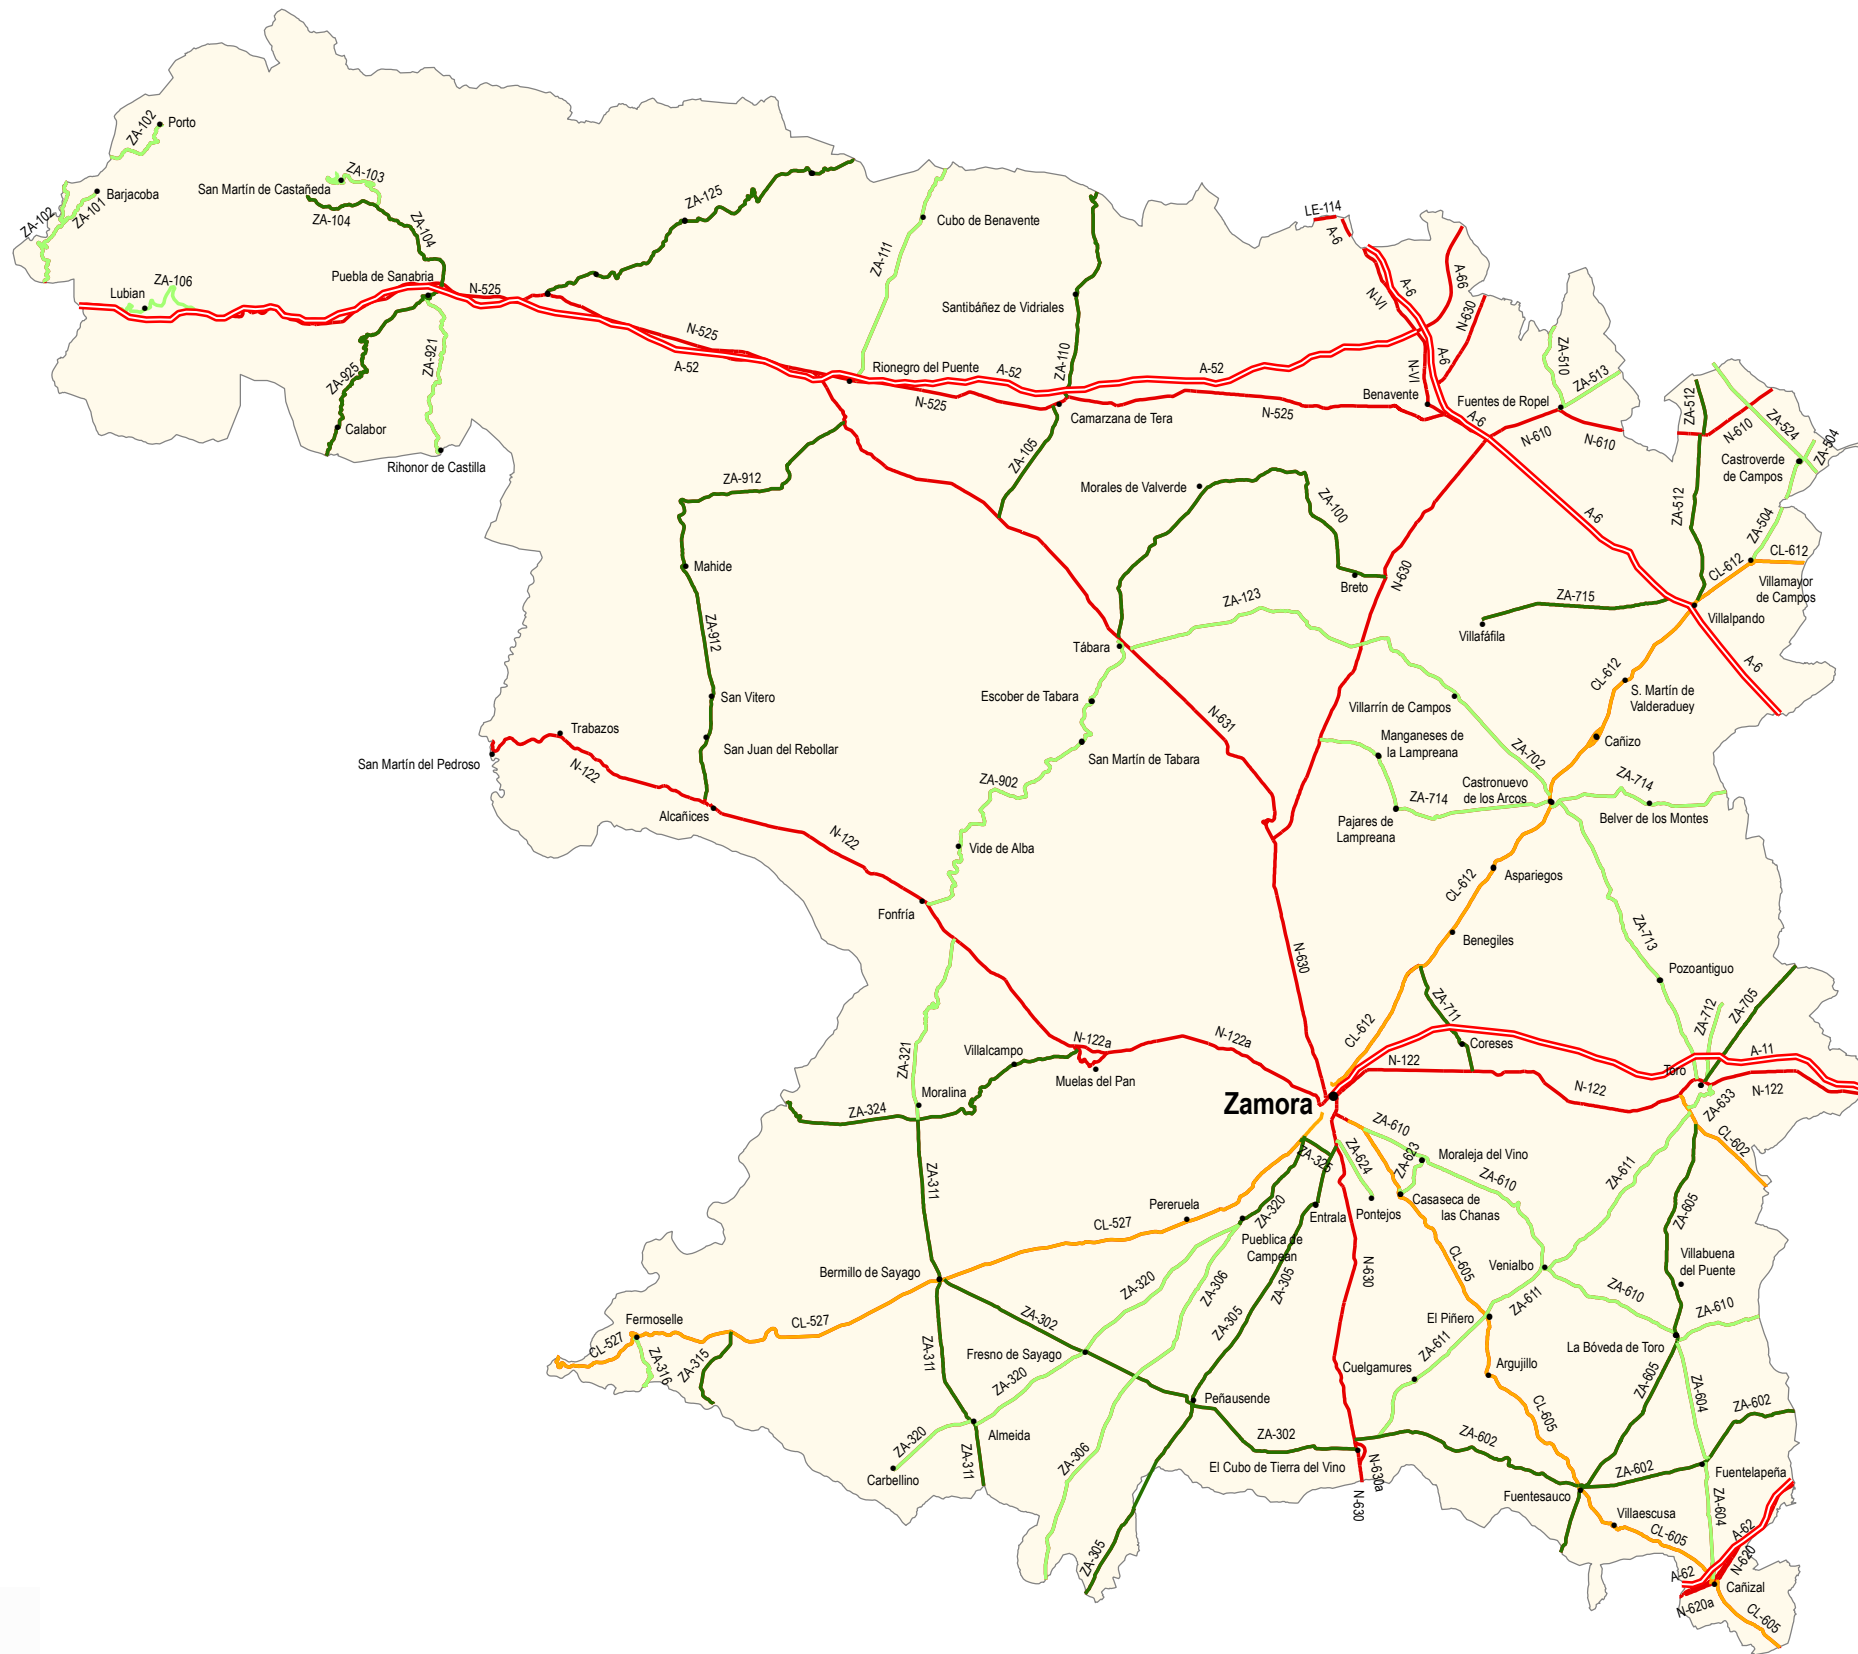 ZA-102
Porto
LE-114
A-6
ZA-103
San Martín de Castañeda
Barjacoba
ZA-101
ZA-102
ZA-104
ZA-104
ZA-125
Cubo de Benavente
ZA-111
A-6
N-VI
A-66
N-630
Puebla de Sanabria
N-525
ZA-106
Lubian
Santibáñez de Vidriales
ZA-921
ZA-925
N-525
A-52
Rionegro del Puente
A-52
ZA-110
A-52
N-VI
A-6
ZA-510
ZA-513
Benavente
Fuentes de Ropel
N-525
Camarzana de Tera
N-525
A-6
N-610
N-610
ZA-512
N-610
ZA-524
ZA-504
Calabor
Rihonor de Castilla
ZA-105
Castroverde
de Campos
ZA-912
Morales de Valverde
ZA-100
A-6
ZA-512
ZA-504
CL-612
CL-612
Mahide
Breto
N-630
Villamayor
de Campos
ZA-123
ZA-715
Villafáfila
Villalpando
ZA-912
Tábara
A-6
CL-612
San Vitero
Escober de Tabara
N-631
Villarrín de Campos
S. Martín de
Valderaduey
Trabazos
San Juan del Rebollar
San Martín del Pedroso
N-122
San Martín de Tabara
Manganeses de
la Lampreana
ZA-702
Cañizo
ZA-902
Castronuevo
de los Arcos
ZA-714
ZA-714
Alcañices
N-122
Pajares de
Lampreana
Belver de los Montes
Vide de Alba
Aspariegos
CL-612
Fonfría
Benegiles
N-630
ZA-713
Pozoantiguo
ZA-711
ZA-712
ZA-705
CL-612
N-122a
N-122a
ZA-321
Villalcampo
Muelas del Pan
Coreses
N-122
A-11
Toro
N-122
N-122
Moralina
Zamora
ZA-324
ZA-633
CL-602
ZA-610
ZA-325
ZA-624
ZA-623
Moraleja del Vino
ZA-610
ZA-611
ZA-311
Pereruela
CL-527
ZA-320
Entrala
Pontejos
Casaseca de
las Chanas
ZA-605
Pueblica de
Campeán
Bermillo de Sayago
ZA-320
ZA-306
ZA-305
N-630
CL-605
Venialbo
Villabuena
del Puente
ZA-610
ZA-610
ZA-611
Fermoselle
CL-527
ZA-302
ZA-305
El Piñero
CL-527
ZA-316
ZA-315
ZA-311
Fresno de Sayago
ZA-320
Cuelgamures
ZA-611
Argujillo
La Bóveda de Toro
ZA-605
ZA-604
Peñausende
CL-605
ZA-602
Almeida
ZA-320
Carbellino
ZA-311
ZA-306
ZA-302
El Cubo de Tierra del Vino
N-630a
N-630
ZA-602
ZA-602
Fuentelapeña
Fuentesauco
Villaescusa
ZA-604
CL-605
A-62
N-620
ZA-305
A-62
Cañizal
N-620a
CL-605